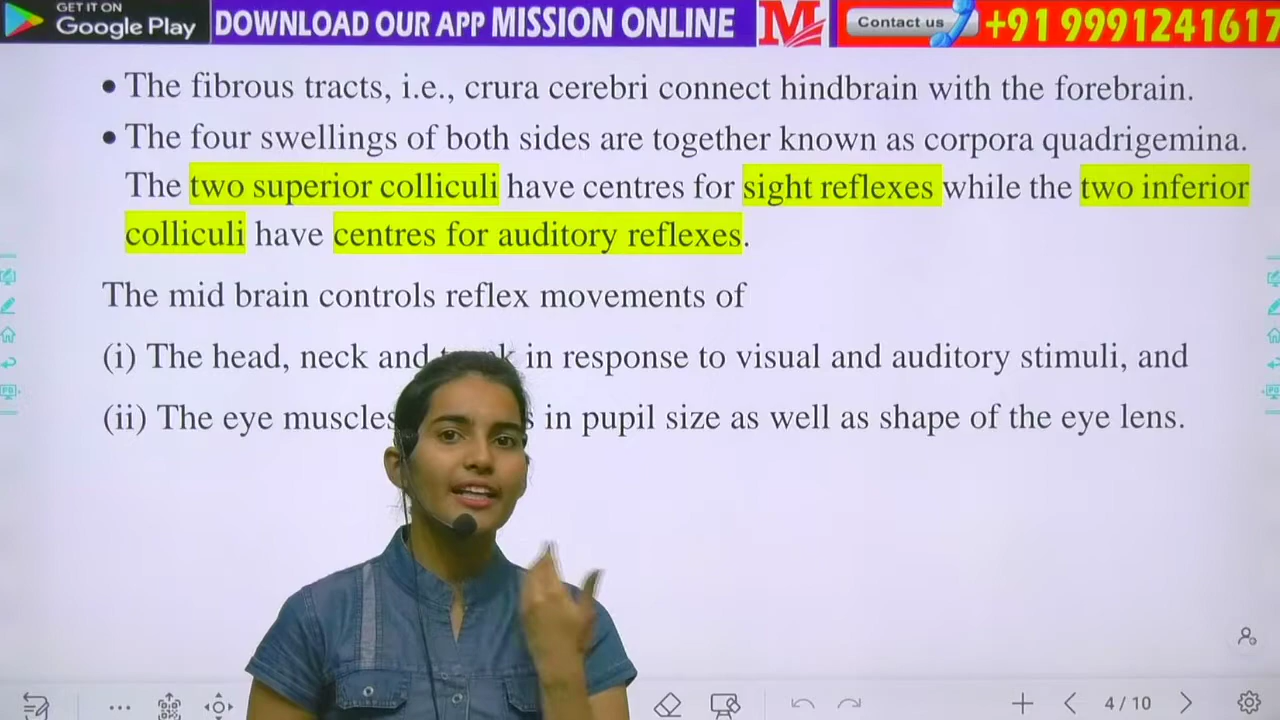 GET IT ON
Google Play
DOWNLOAD OUR APP MISSION ONLINE
M
Contact us
+91 9991241617
• The fibrous tracts, i.e., crura cerebri connect hindbrain with the forebrain.
• The four swellings of both sides are together known as corpora quadrigemina.
The two superior colliculi have centres for sight reflexes while the two inferior
colliculi have centres for auditory reflexes.
The mid brain controls reflex movements of
(i) The head, neck and in response to visual and auditory stimuli, and
(ii) The eye muscles in pupil size as well as shape of the eye lens.
4/10